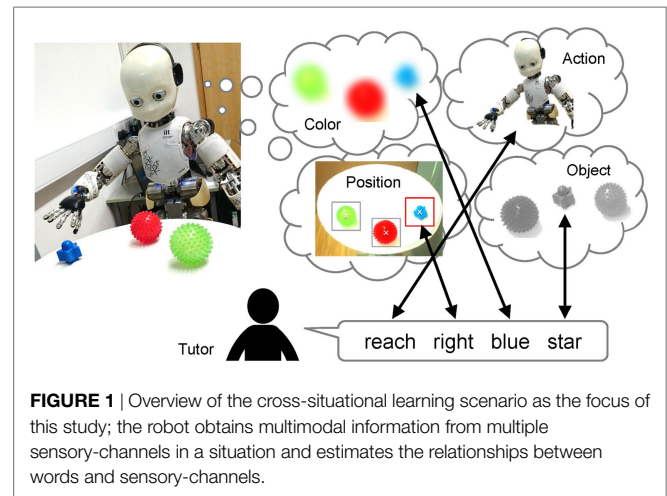 Color
Action
Position
Object
iit
Tutor
reach right blue star
FIGURE 1 | Overview of the cross-situational learning scenario as the focus of
this study; the robot obtains multimodal information from multiple
sensory-channels in a situation and estimates the relationships between
words and sensory-channels.